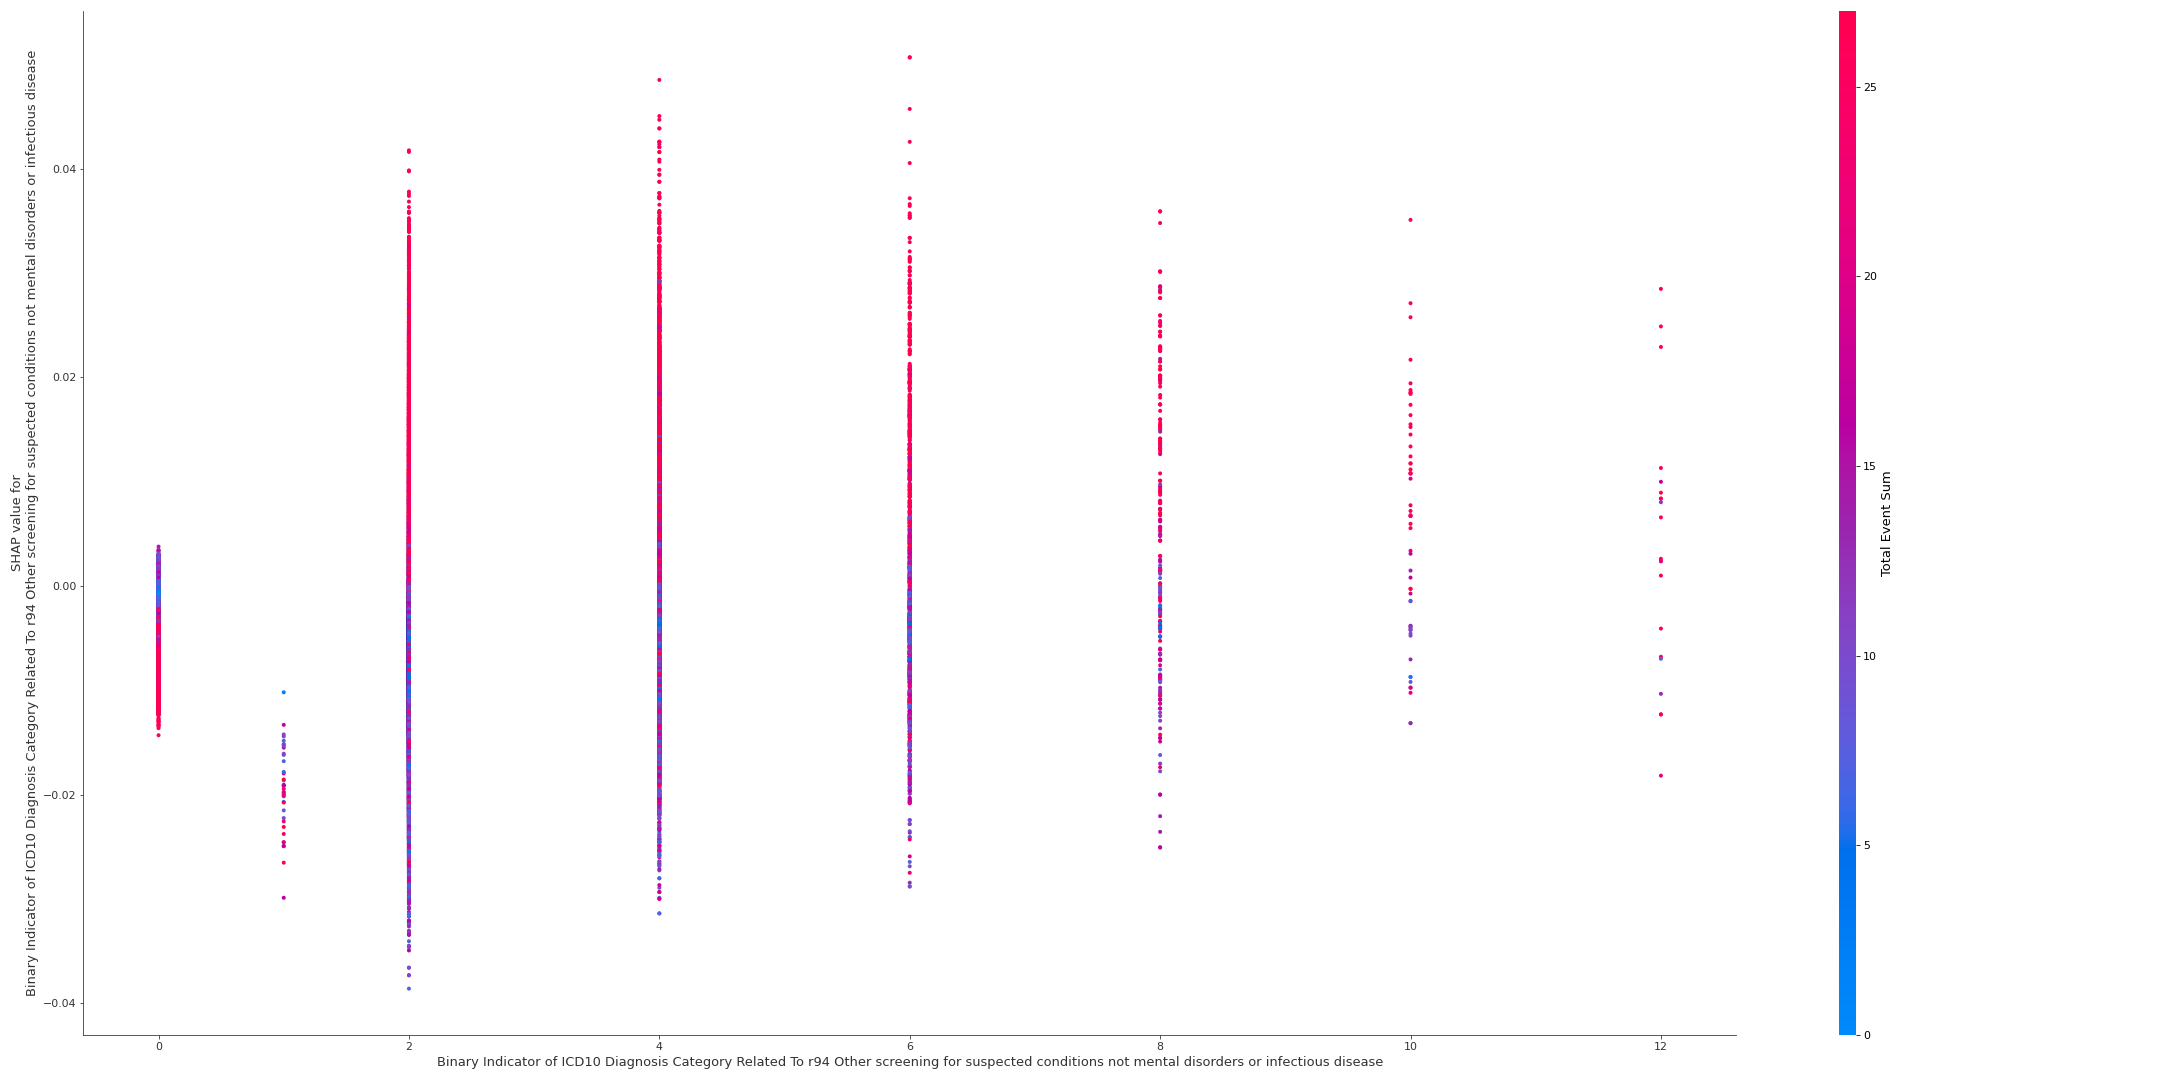 SHAP value for
Binary Indicator of ICD10 Diagnosis Category Related To r94 Other screening for suspected conditions not mental disorders or infectious disease
0.04
0.02
0.00
−0.02
−0.04
0 2 4 6 8 10 12
Binary Indicator of ICD10 Diagnosis Category Related To r94 Other screening for suspected conditions not mental disorders or infectious disease
25
20
15
10
5
0
Total Event Sum